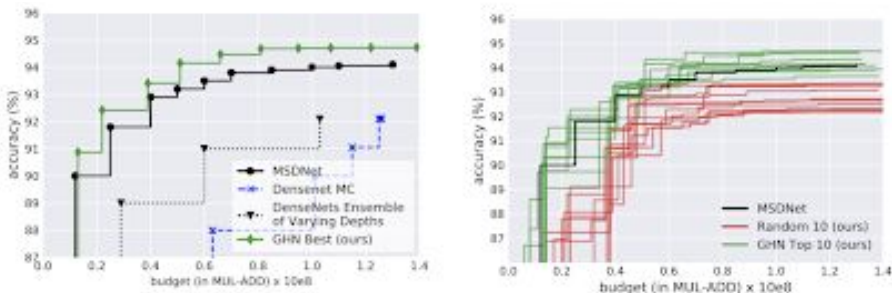 96
95
94
93
92
91
90
89
88
82
accuracy (%)
MSDNet
Densenet MC
DenseNets Ensemble
of Varying Depths
GHN Best (ours)
0.0 0.2 0.4 0.6 0.8 1.0 1.2 1.4
budget (in MUL-ADD) x 10e8
96
95
94
93
92
91
90
89
88
87
accuracy (%)
MSDNet
Random 10 (ours)
GHN Top 10 (ours)
0.0 0.2 0.4 0.6 0.8 1.0 1.2 1.4
budget (in MUL-ADD) x 10e8